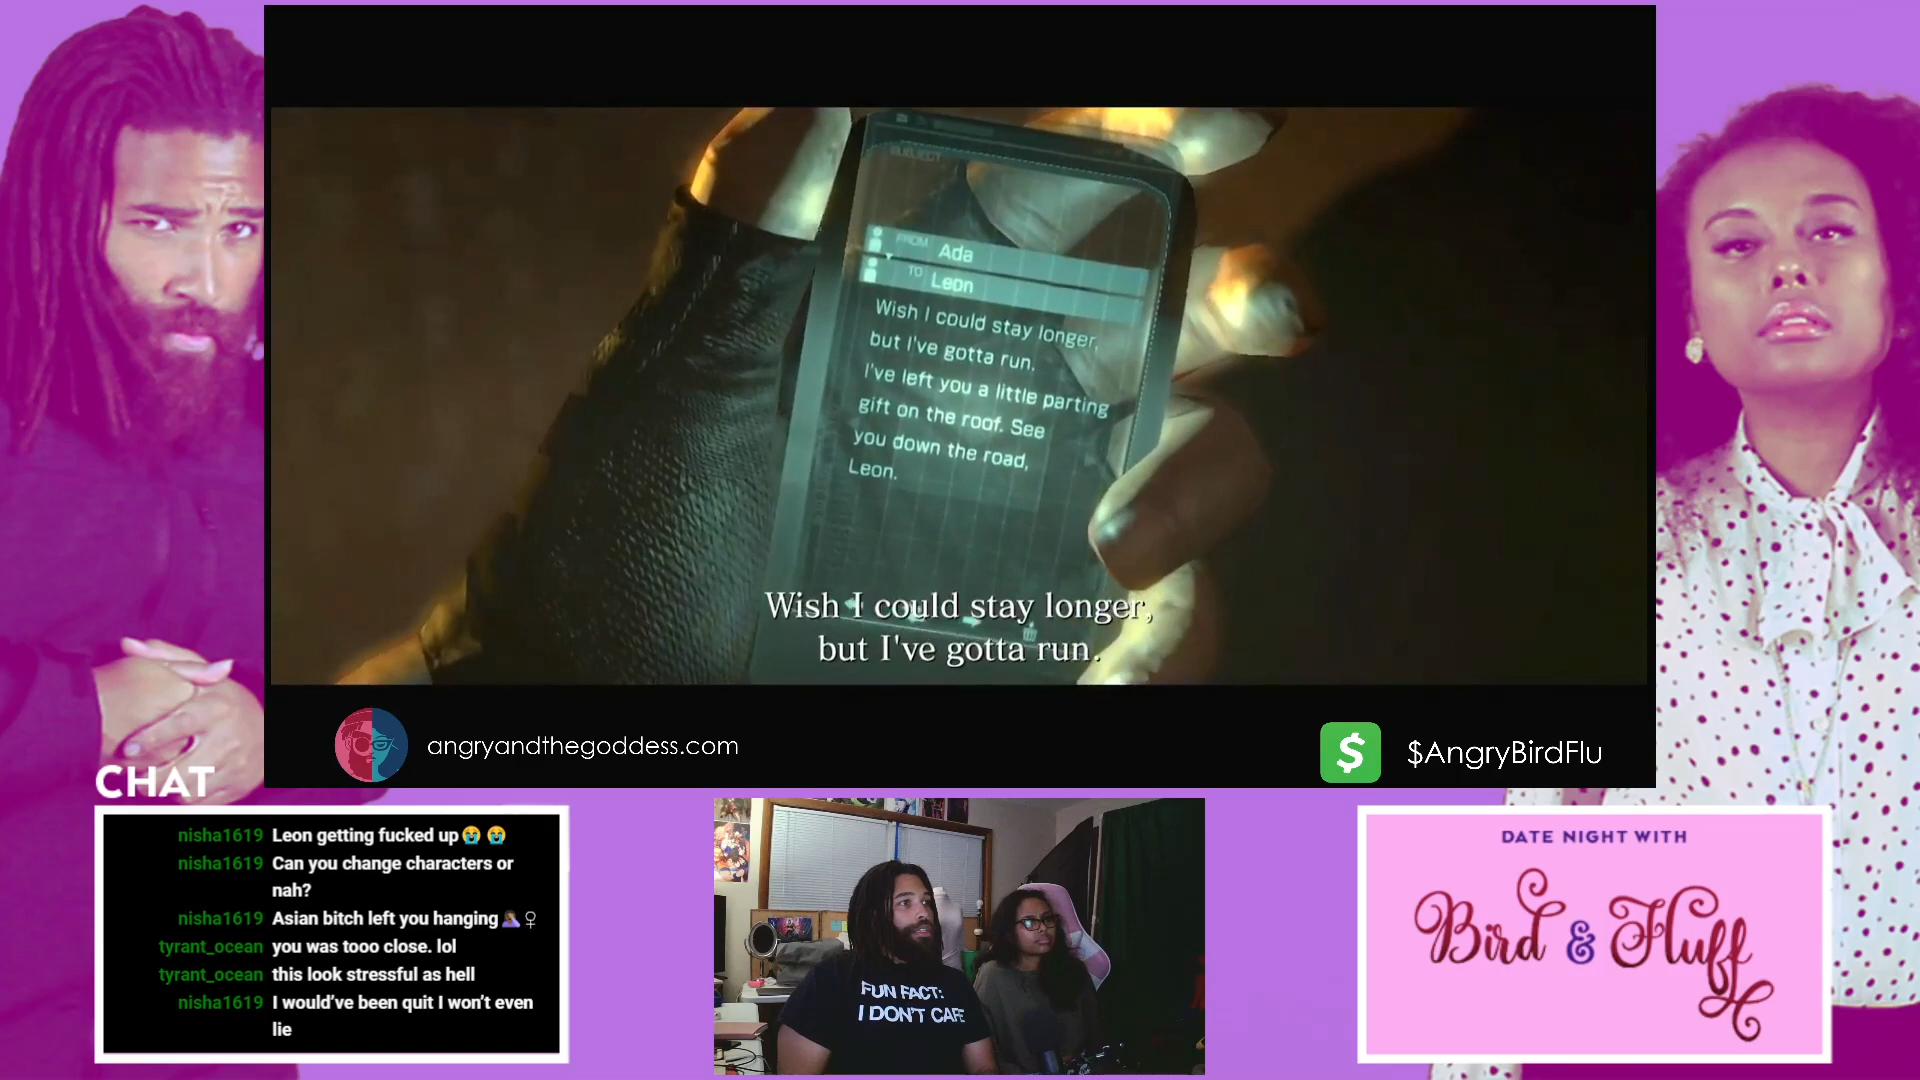 SUBJECT
FROM Ada
TO Leon
Wish I could stay longer,
but I've gotta run.
I've left you a little parting
gift on the roof. See
you down the road,
Leon.
Wish I could stay longer,
but I've gotta run.
angryandthegoddess.com
$ $AngryBirdFlu
CHAT
nisha1619 Leon getting fucked up😭😭
nisha1619 Can you change characters or
nah?
nisha1619 Asian bitch left you hanging🤦🏾♀
tyrant_ocean you was tooo close. lol
tyrant_ocean this look stressful as hell
nisha1619 I would've been quit I won't even
lie
FUN FACT:
I DON'T CARE
DATE NIGHT WITH
Bird & Fluff